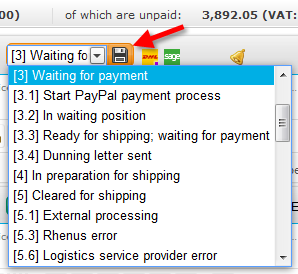 of which are unpaid: 3,892.05 (VAT:
[3] Waiting fo
sage
[3] Waiting for payment
[3.1] Start PayPal payment process
[3.2] In waiting position
[3.3] Ready for shipping; waiting for payment
[3.4] Dunning letter sent
[4] In preparation for shipping
[5] Cleared for shipping
[5.1] External processing
[5.3] Rhenus error
[5.6] Logistics service provider error